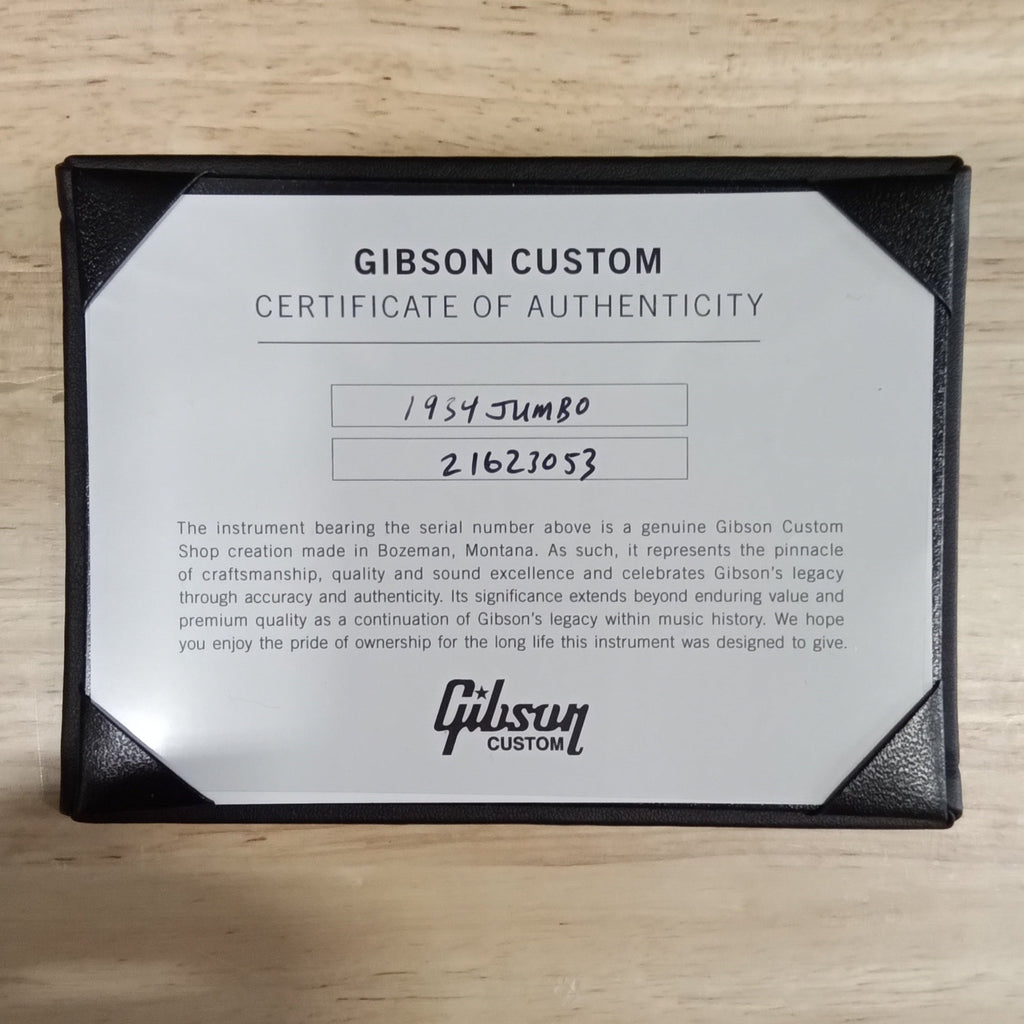 GIBSON CUSTOM
CERTIFICATE OF AUTHENTICITY
1934 JUMBO
21623053
The instrument bearing the serial number above is a genuine Gibson Custom
Shop creation made in Bozeman, Montana. As such, it represents the pinnacle
of craftsmanship, quality and sound excellence and celebrates Gibson's legacy
through accuracy and authenticity. Its significance extends beyond enduring value and
premium quality as a continuation of Gibson's legacy within music history. We hope
you enjoy the pride of ownership for the long life this instrument was designed to give.
Gibson
CUSTOM